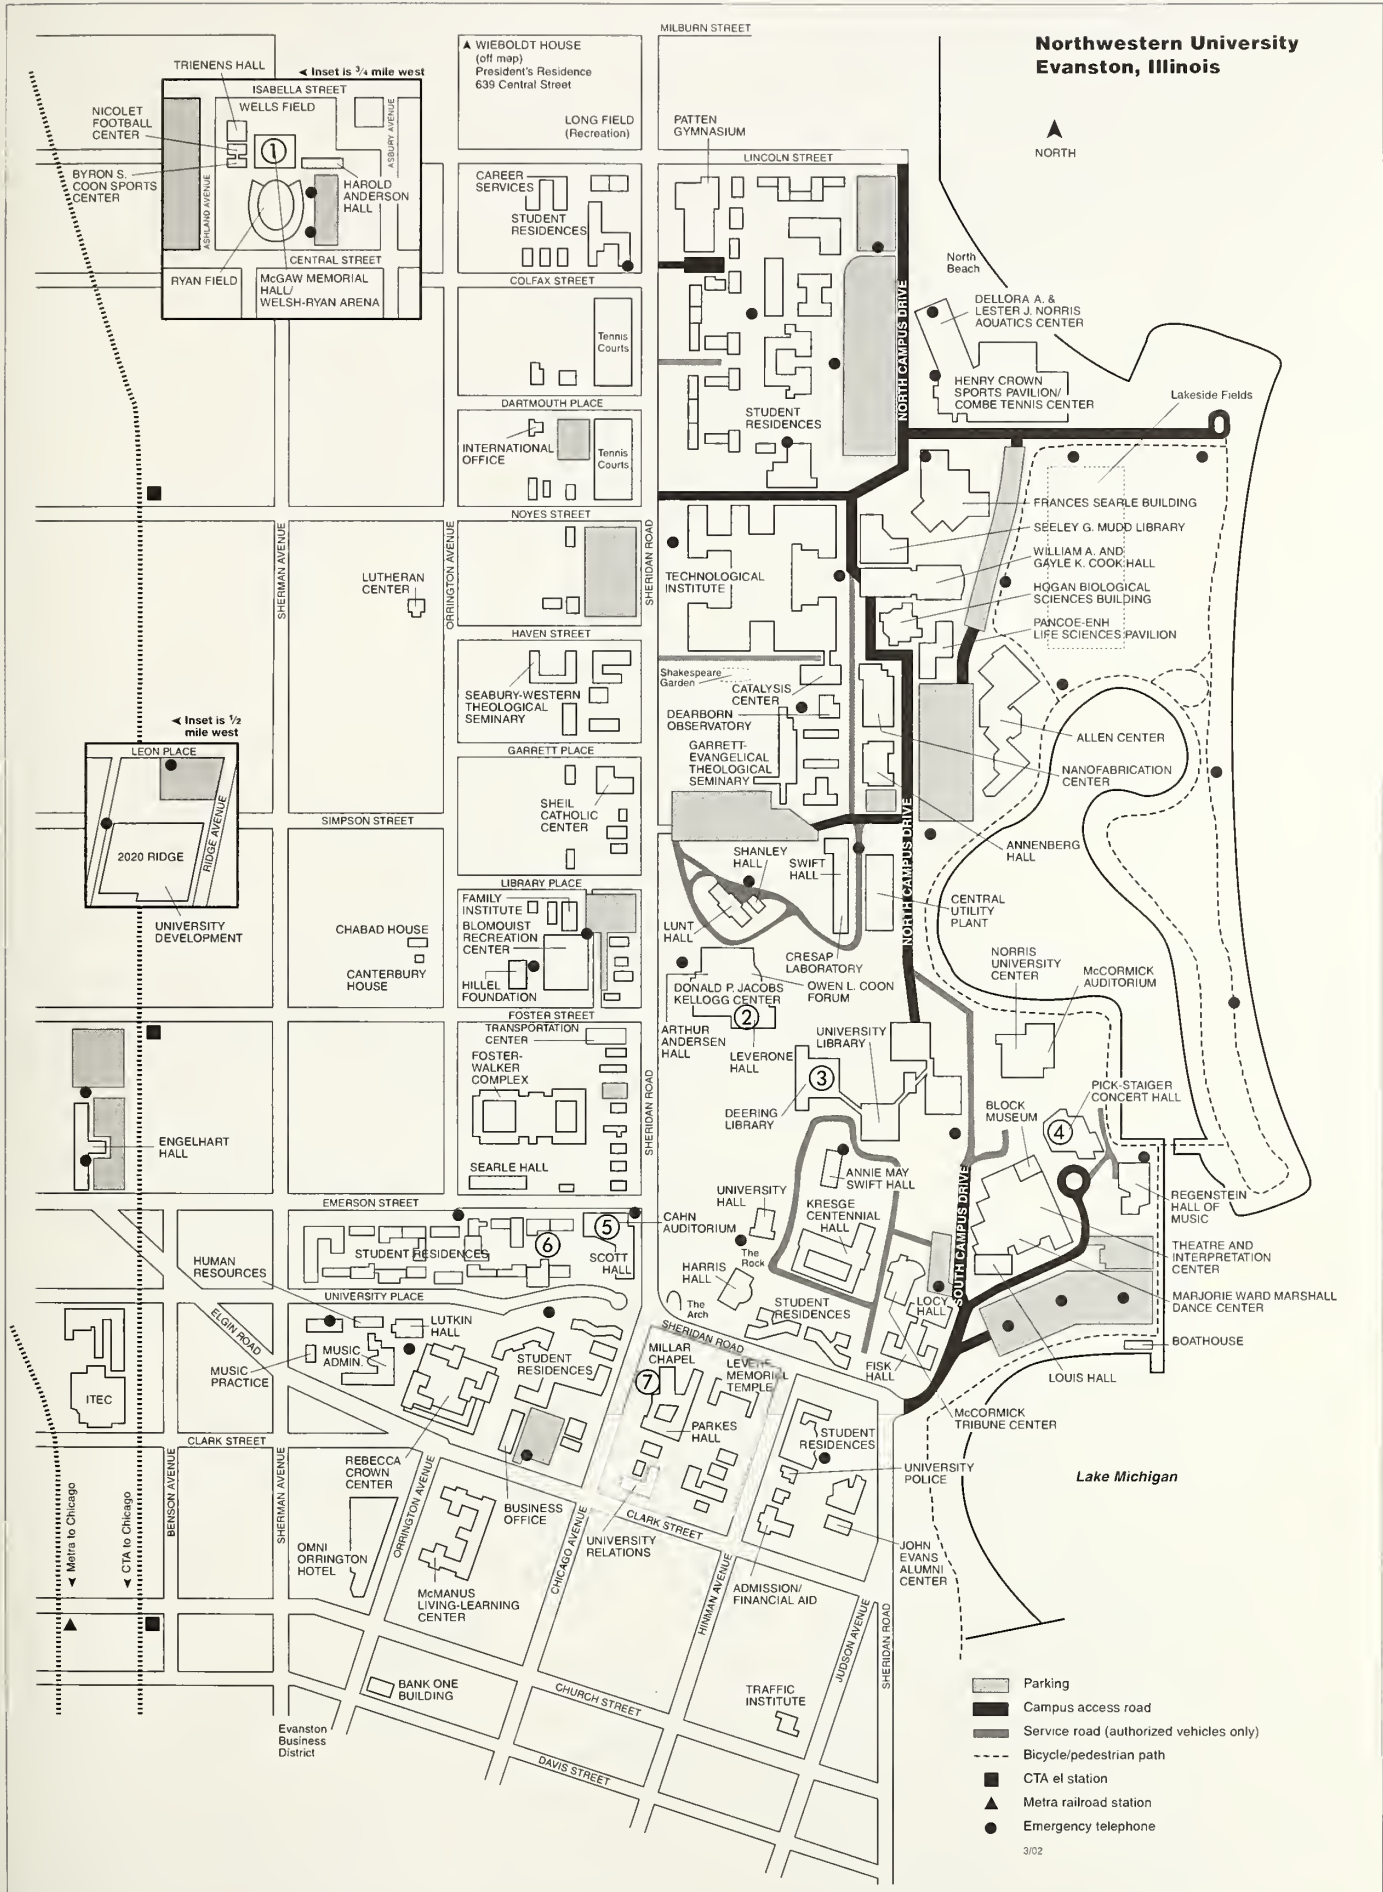 Northwestern University
Evanston, Illinois
NORTH
MILBURN STREET
WIEBOLDT HOUSE
(off map)
President's Residence
639 Central Street
LONG FIELD
(Recreation)
PATTEN
GYMNASIUM
LINCOLN STREET
TRIENENS HALL
Inset is 3/4 mile west
ISABELLA STREET
WELLS FIELD
NICOLET
FOOTBALL
CENTER
1
ASBURY AVENUE
BYRON S.
COON SPORTS
CENTER
HAROLD
ANDERSON
HALL
ASHLAND AVENUE
CENTRAL STREET
RYAN FIELD
McGAW MEMORIAL
HALL/
WELSH-RYAN ARENA
CAREER
SERVICES
STUDENT
RESIDENCES
COLFAX STREET
Tennis
Courts
DARTMOUTH PLACE
INTERNATIONAL
OFFICE
Tennis
Courts
NOYES STREET
STUDENT
RESIDENCES
NORTH CAMPUS DRIVE
North
Beach
DELLORA A. &
LESTER J. NORRIS
AQUATICS CENTER
HENRY CROWN
SPORTS PAVILION/
COMBE TENNIS CENTER
Lakeside Fields
FRANCES SEARLE BUILDING
SEELEY G. MUDD LIBRARY
WILLIAM A. AND
GAYLE K. COOK HALL
HOGAN BIOLOGICAL
SCIENCES BUILDING
PANCOE-ENH
LIFE SCIENCES PAVILION
SHERMAN AVENUE
ORRINGTON AVENUE
SHERIDAN ROAD
LUTHERAN
CENTER
TECHNOLOGICAL
INSTITUTE
HAVEN STREET
SEABURY-WESTERN
THEOLOGICAL
SEMINARY
GARRETT PLACE
Shakespeare
Garden
CATALYSIS
CENTER
DEARBORN
OBSERVATORY
GARRETT-
EVANGELICAL
THEOLOGICAL
SEMINARY
ALLEN CENTER
NANOFABRICATION
CENTER
ANNENBERG
HALL
Inset is 1/2
mile west
LEON PLACE
RIDGE AVENUE
2020 RIDGE
UNIVERSITY
DEVELOPMENT
SIMPSON STREET
SHEIL
CATHOLIC
CENTER
LIBRARY PLACE
SHANLEY
HALL
SWIFT
HALL
NORTH CAMPUS DRIVE
CENTRAL
UTILITY
PLANT
LUNT
HALL
CRESAP
LABORATORY
FAMILY
INSTITUTE
BLOMQUIST
RECREATION
CENTER
HILLEL
FOUNDATION
CHABAD HOUSE
CANTERBURY
HOUSE
FOSTER STREET
DONALD P. JACOBS
KELLOGG CENTER
OWEN L. COON
FORUM
2
ARTHUR
ANDERSEN
HALL
LEVERONE
HALL
NORRIS
UNIVERSITY
CENTER
McCORMICK
AUDITORIUM
UNIVERSITY
LIBRARY
3
DEERING
LIBRARY
TRANSPORTATION
CENTER
FOSTER-
WALKER
COMPLEX
SHERIDAN ROAD
SEARLE HALL
ENGELHART
HALL
BLOCK
MUSEUM
PICK-STAIGER
CONCERT HALL
4
ANNIE MAY
SWIFT HALL
UNIVERSITY
HALL
KRESGE
CENTENNIAL
HALL
SOUTH CAMPUS DRIVE
REGENSTEIN
HALL OF
MUSIC
THEATRE AND
INTERPRETATION
CENTER
MARJORIE WARD MARSHALL
DANCE CENTER
BOATHOUSE
LOUIS HALL
EMERSON STREET
CAHN
AUDITORIUM
5
6
STUDENT RESIDENCES
SCOTT
HALL
The
Rock
HARRIS
HALL
The
Arch
STUDENT
RESIDENCES
LOCY
HALL
FISK
HALL
McCORMICK
TRIBUNE CENTER
HUMAN
RESOURCES
UNIVERSITY PLACE
LUTKIN
HALL
ELGIN ROAD
MUSIC
ADMIN.
MUSIC
PRACTICE
STUDENT
RESIDENCES
SHERIDAN ROAD
MILLAR
CHAPEL
LEVERE
MEMORIAL
TEMPLE
7
PARKES
HALL
STUDENT
RESIDENCES
UNIVERSITY
POLICE
ITEC
CLARK STREET
REBECCA
CROWN
CENTER
BUSINESS
OFFICE
UNIVERSITY
RELATIONS
CLARK STREET
JOHN
EVANS
ALUMNI
CENTER
ADMISSION/
FINANCIAL AID
Metra to Chicago
CTA to Chicago
BENSON AVENUE
SHERMAN AVENUE
OMNI
ORRINGTON
HOTEL
ORRINGTON AVENUE
McMANUS
LIVING-LEARNING
CENTER
CHICAGO AVENUE
HINMAN AVENUE
JUDSON AVENUE
SHERIDAN ROAD
Lake Michigan
BANK ONE
BUILDING
CHURCH STREET
TRAFFIC
INSTITUTE
Evanston
Business
District
DAVIS STREET
Parking
Campus access road
Service road (authorized vehicles only)
Bicycle/pedestrian path
CTA el station
Metra railroad station
Emergency telephone
3/02